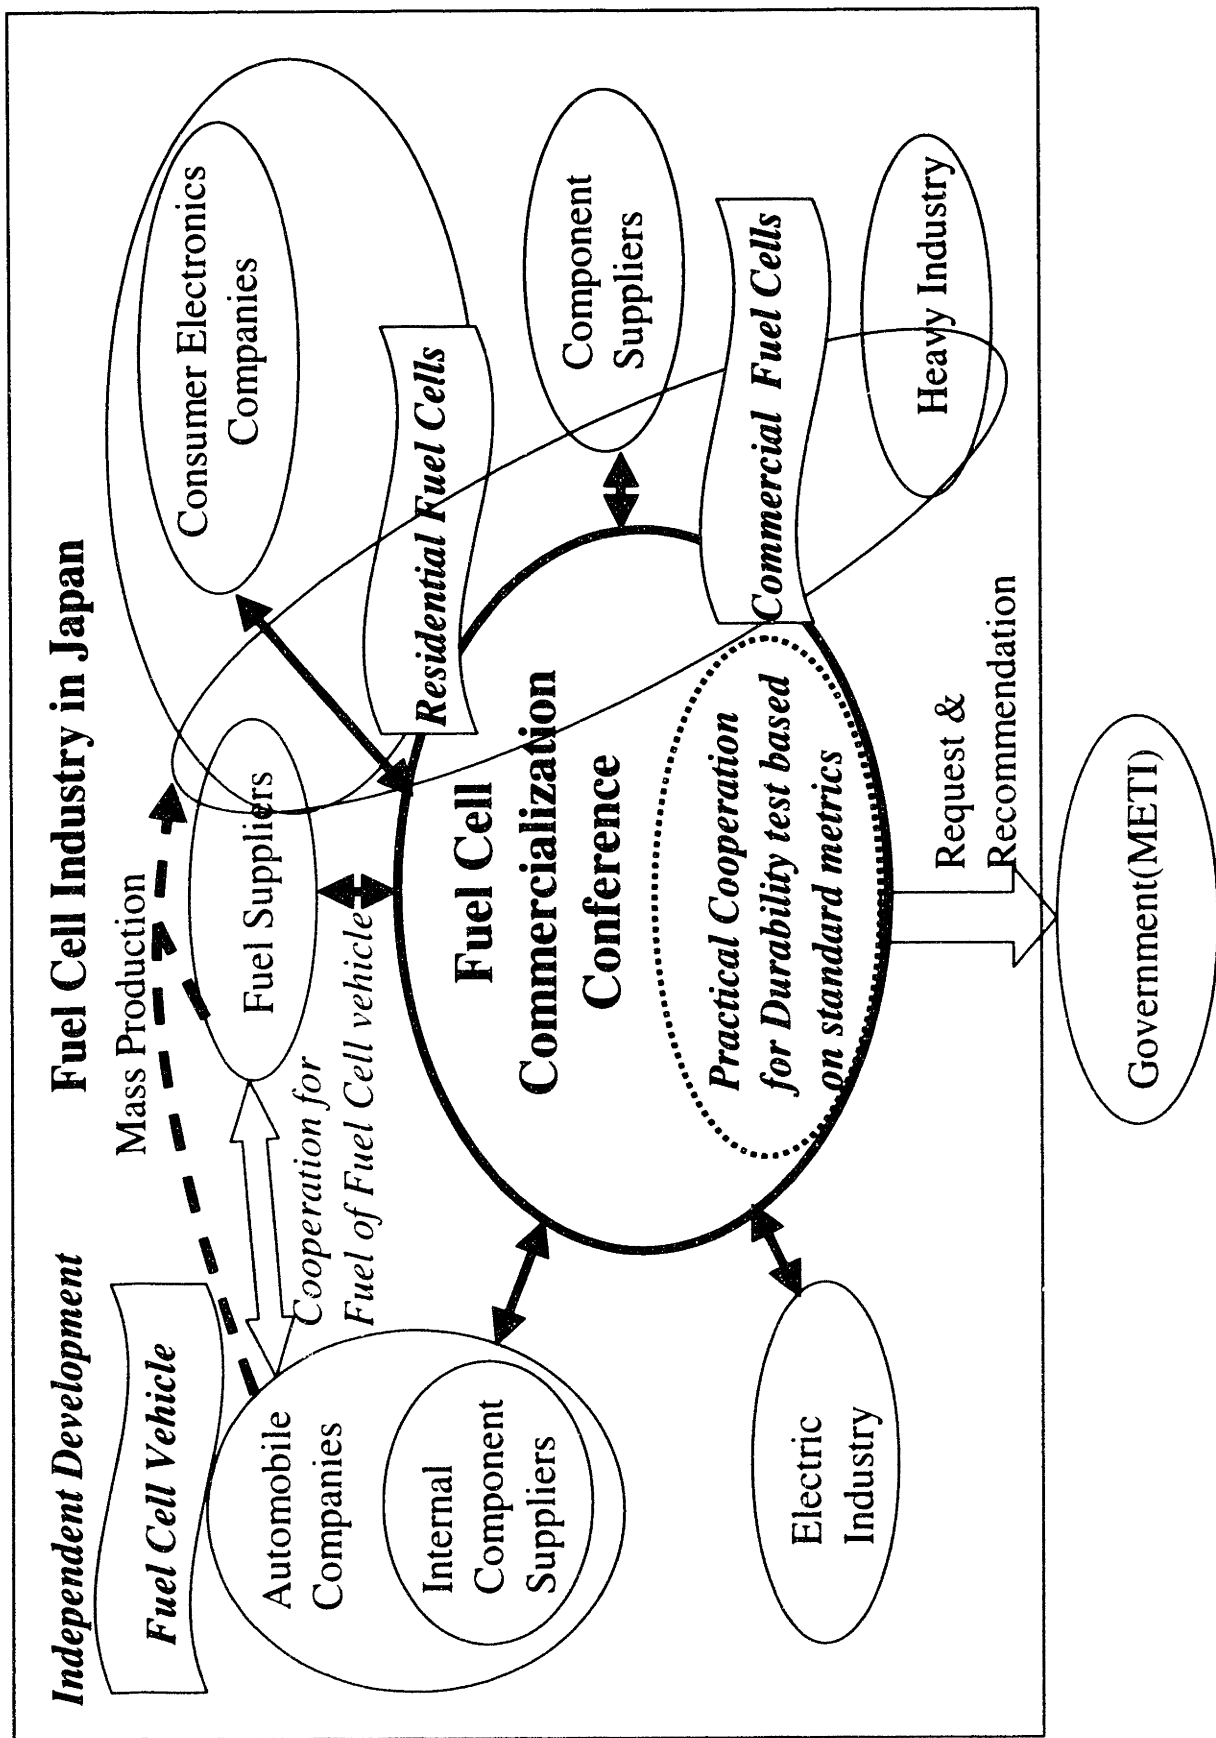 Fuel Cell Industry in Japan
Independent Development
Mass Production
Fuel Cell Vehicle
Automobile
Companies
Internal
Component
Suppliers
Cooperation for
Fuel of Fuel Cell vehicle
Fuel Suppliers
Consumer Electronics
Companies
Residential Fuel Cells
Fuel Cell
Commercialization
Conference
Component
Suppliers
Practical Cooperation
for Durability test based
on standard metrics
Commercial Fuel Cells
Electric
Industry
Heavy Industry
Request &
Recommendation
Government(METI)